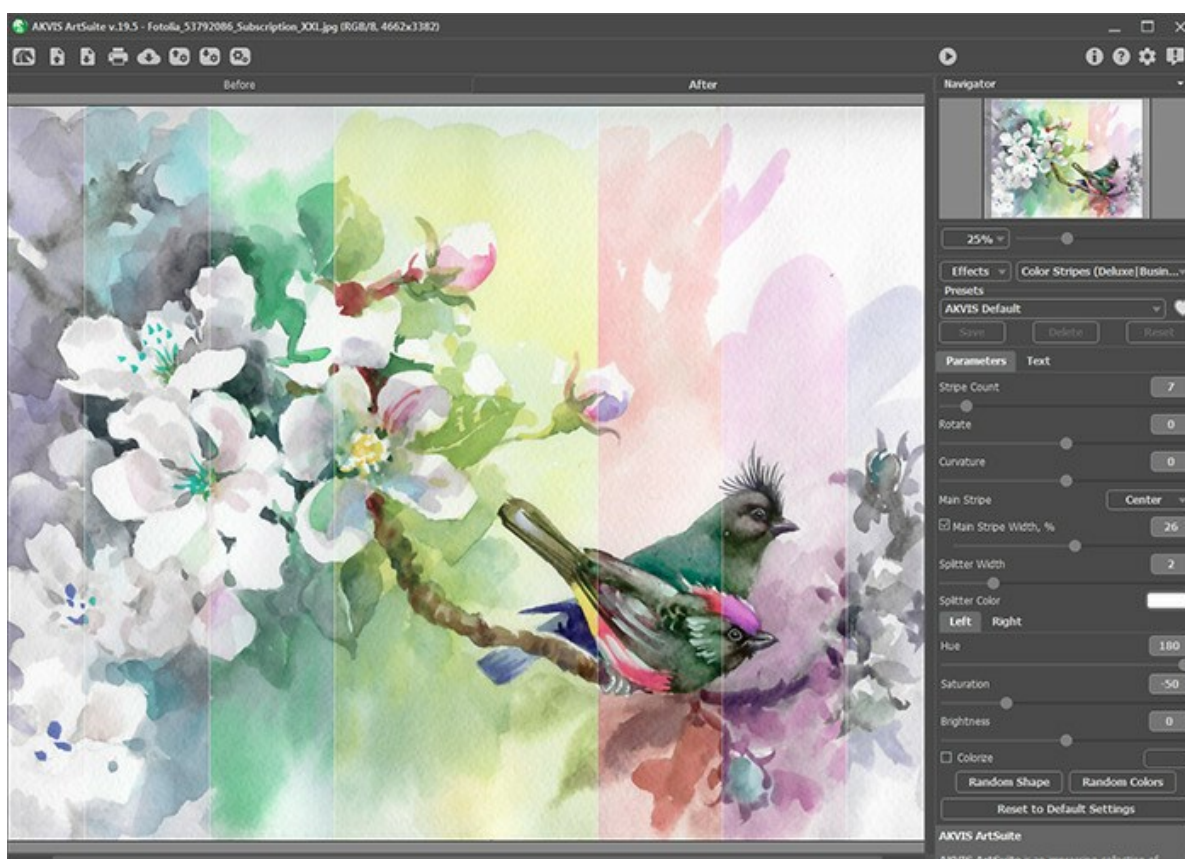 AKVIS ArtSuite v.19.5 - Fotolia_53792086_Subscription_XXL.jpg (RGB/8, 4662x3382)
Before
After
Navigator
25%
Effects
Color Stripes (Deluxe|Busin...
Presets
AKVIS Default
Save
Delete
Reset
Parameters
Text
Stripe Count
7
Rotate
0
Curvature
0
Main Stripe
Center
Main Stripe Width, %
26
Splitter Width
2
Splitter Color
Left
Right
Hue
180
Saturation
-50
Brightness
0
Colorize
Random Shape
Random Colors
Reset to Default Settings
AKVIS ArtSuite